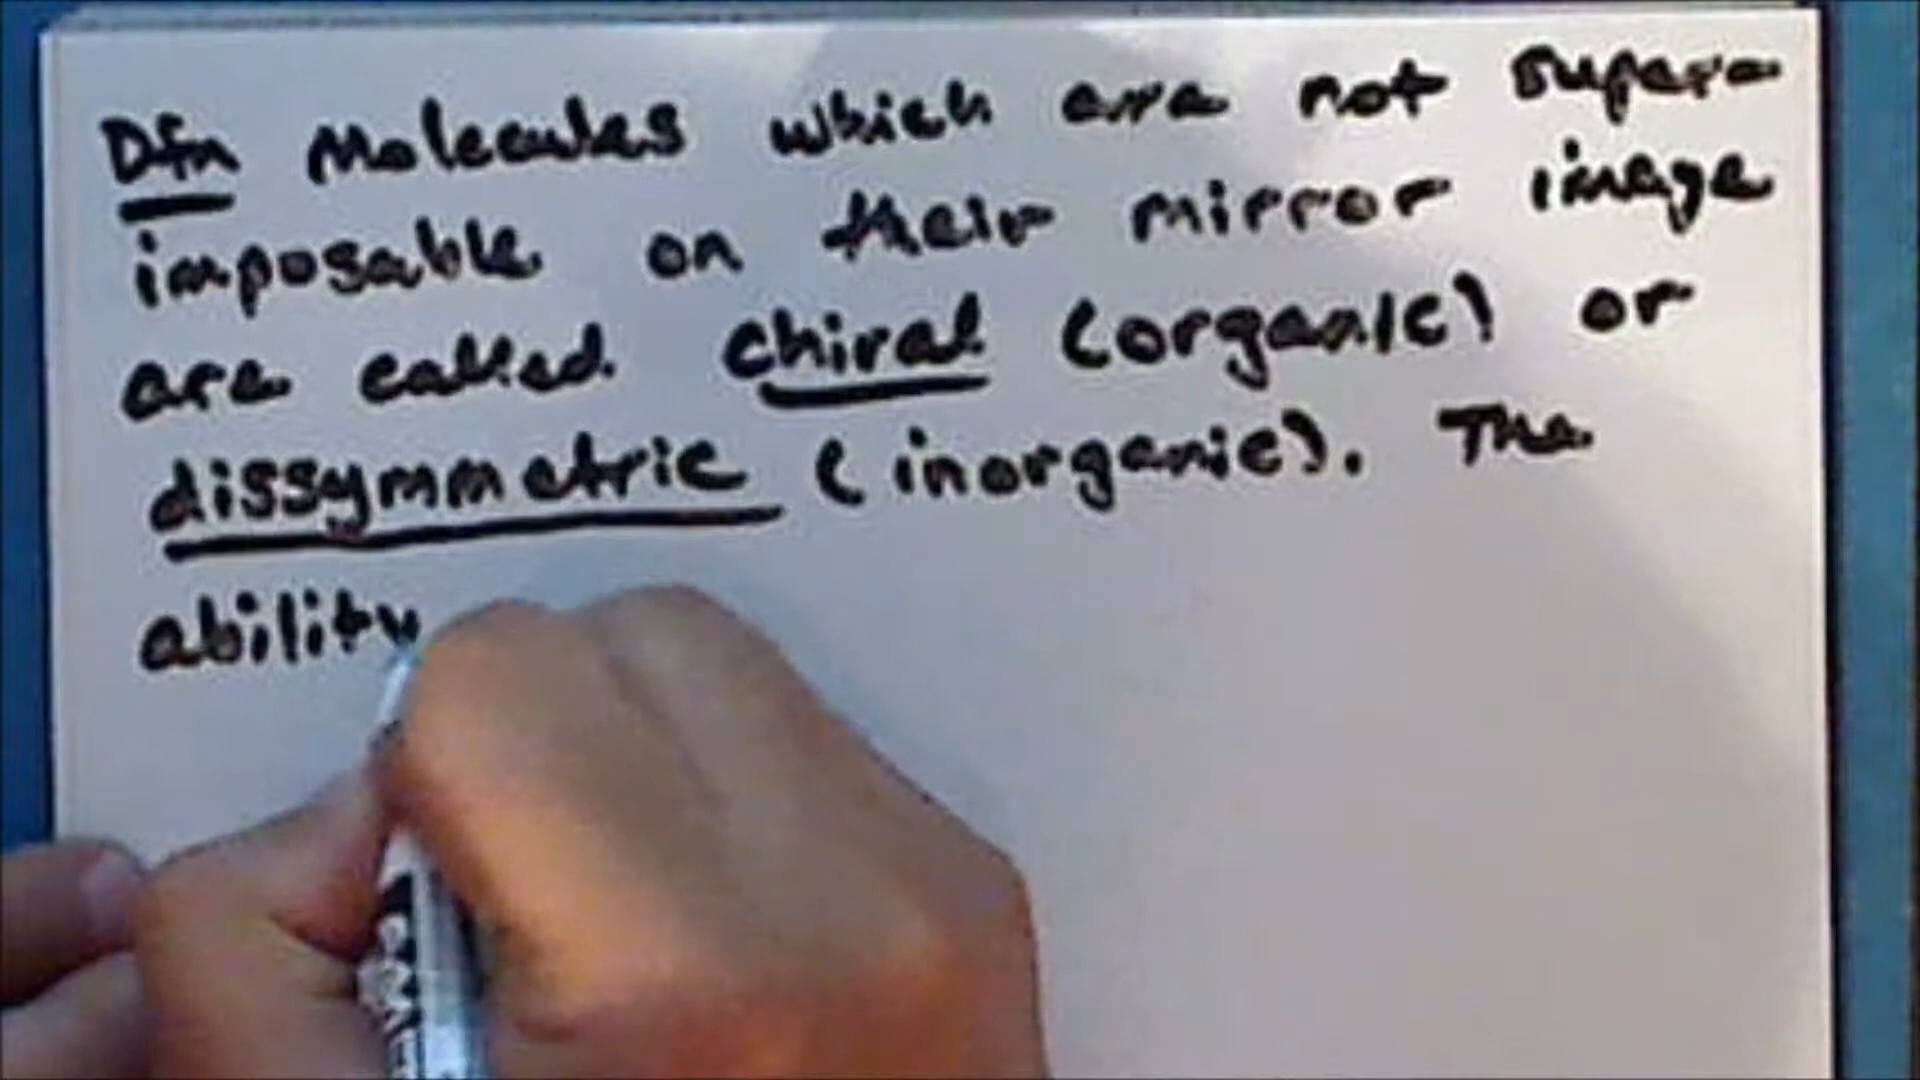 Dfn Molecules which are not super-
imposable on their mirror image
are called chiral (organic) or
dissymmetric (inorganic). The
ability